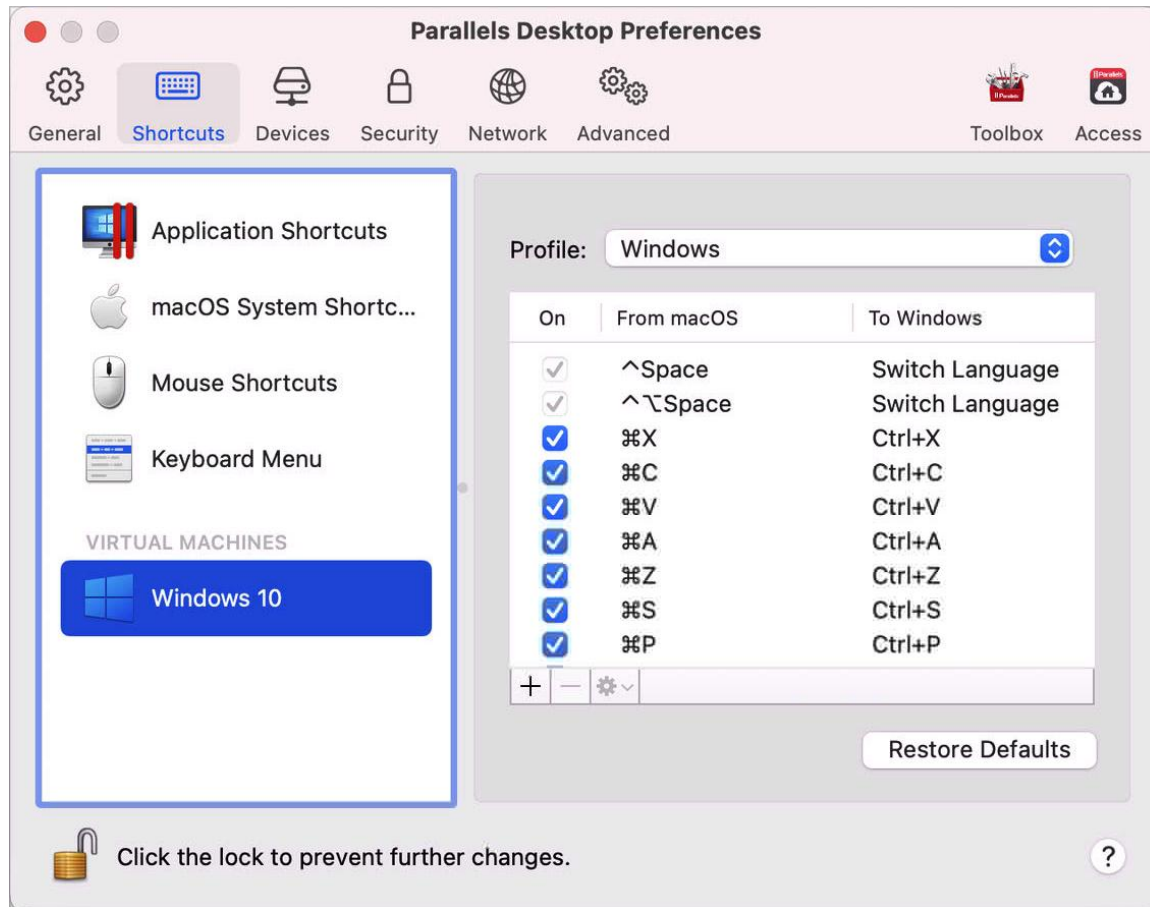 Parallels Desktop Preferences
General Shortcuts Devices Security Network Advanced Toolbox Access
Application Shortcuts
macOS System Shortc...
Mouse Shortcuts
Keyboard Menu
VIRTUAL MACHINES
Windows 10
Profile: Windows
On From macOS To Windows
^Space Switch Language
^⌥Space Switch Language
⌘X Ctrl+X
⌘C Ctrl+C
⌘V Ctrl+V
⌘A Ctrl+A
⌘Z Ctrl+Z
⌘S Ctrl+S
⌘P Ctrl+P
Restore Defaults
Click the lock to prevent further changes. ?